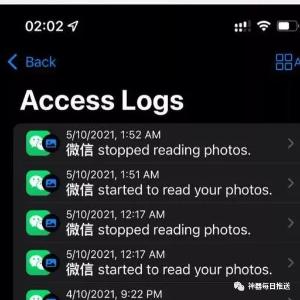 02:02
Back
Access Logs
5/10/2021, 1:52 AM
微信 stopped reading photos.
5/10/2021, 1:51 AM
微信 started to read your photos.
5/10/2021, 12:17 AM
微信 stopped reading photos.
5/10/2021, 12:17 AM
微信 started to read your photos.
4/10/2021, 9:22 PM
神器每日推送